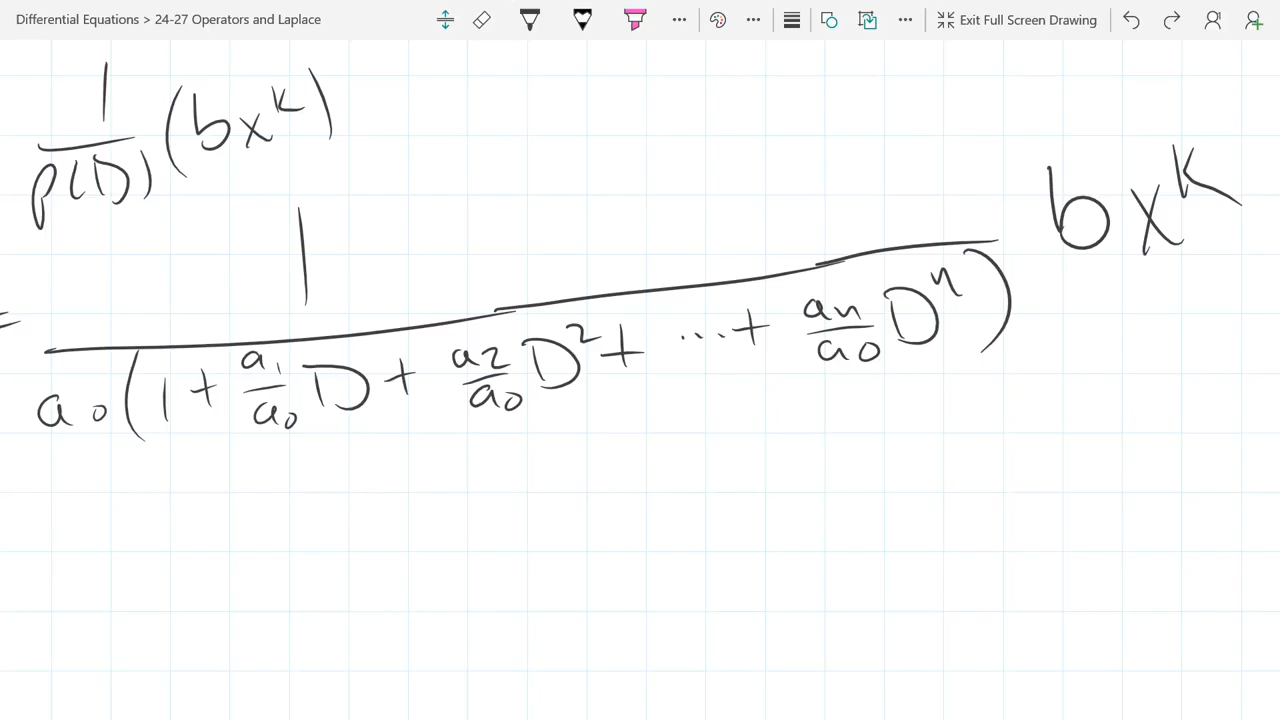 Differential Equations > 24-27 Operators and Laplace
Exit Full Screen Drawing
1/P(D) (bx^k)
= 1/(a0(1 + a1/a0 D + a2/a0 D^2 + ... + an/a0 D^n)) bx^k